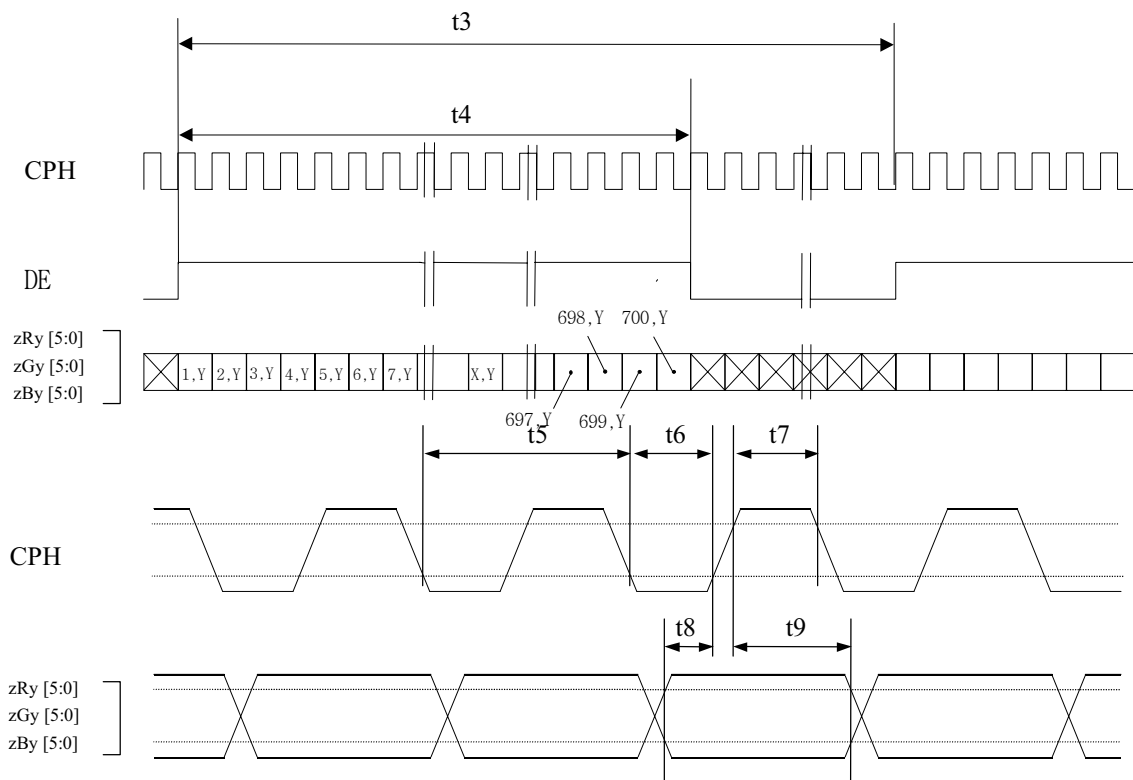 t3
t4
CPH
DE
zRy [5:0]
zGy [5:0]
zBy [5:0]
698,Y 700,Y
1,Y 2,Y 3,Y 4,Y 5,Y 6,Y 7,Y X,Y
697,Y 699,Y
t5 t6 t7
CPH
t8 t9
zRy [5:0]
zGy [5:0]
zBy [5:0]